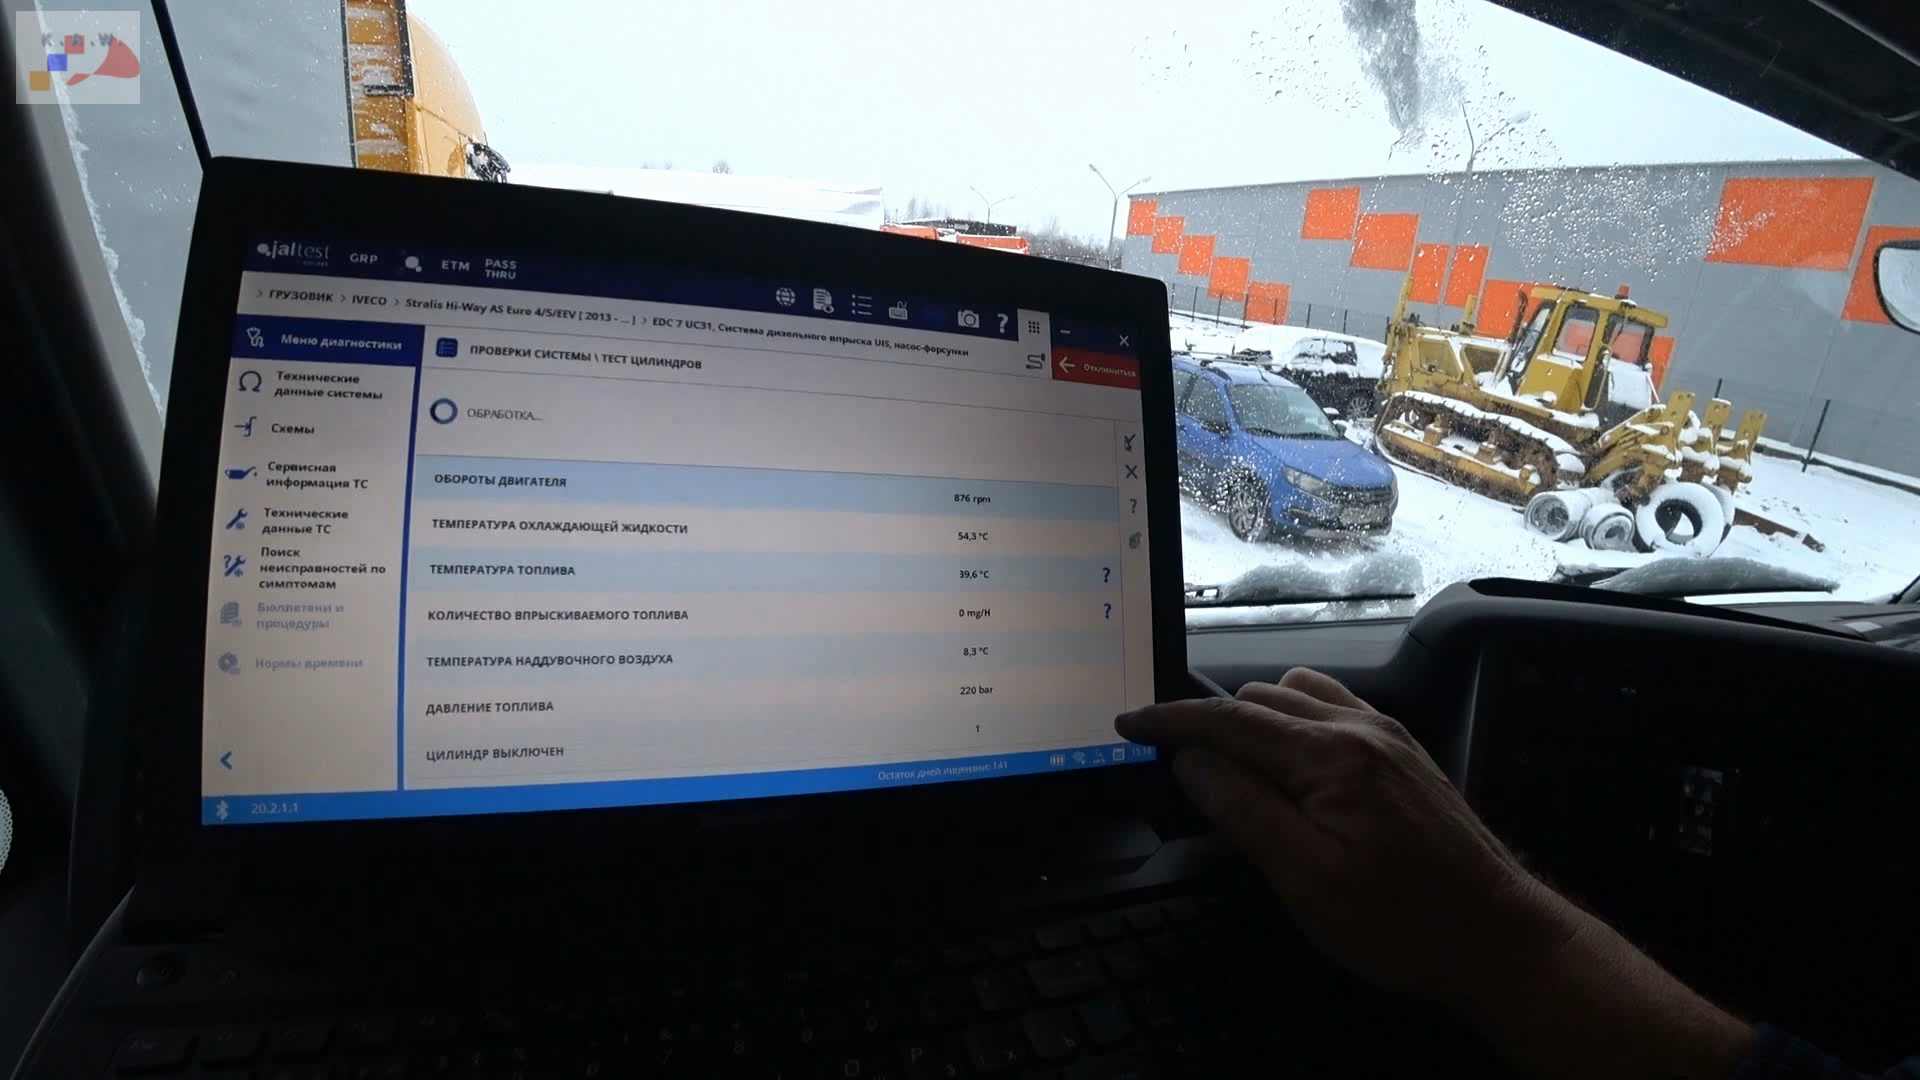 K.A.W.
jaltest
GRP
ETM
PASS
THRU
?
> ГРУЗОВИК > IVECO > Stralis Hi-Way AS Euro 4/5/EEV [ 2013 - ... ] > EDC 7 UC31, Система дизельного впрыска UIS, насос-форсунки
Отключиться
Меню диагностики
Технические
данные системы
Схемы
Сервисная
информация ТС
Технические
данные ТС
Поиск
неисправностей по
симптомам
Бюллетени и
процедуры
Нормы времени
ПРОВЕРКИ СИСТЕМЫ \ ТЕСТ ЦИЛИНДРОВ
ОБРАБОТКА...
ОБОРОТЫ ДВИГАТЕЛЯ 876 rpm
ТЕМПЕРАТУРА ОХЛАЖДАЮЩЕЙ ЖИДКОСТИ 54,3 °C
ТЕМПЕРАТУРА ТОПЛИВА 39,6 °C ?
КОЛИЧЕСТВО ВПРЫСКИВАЕМОГО ТОПЛИВА 0 mg/H ?
ТЕМПЕРАТУРА НАДДУВОЧНОГО ВОЗДУХА 8,3 °C
ДАВЛЕНИЕ ТОПЛИВА 220 bar
ЦИЛИНДР ВЫКЛЮЧЕН 1
20.2.1.1
Остаток дней лицензии: 141
15:18